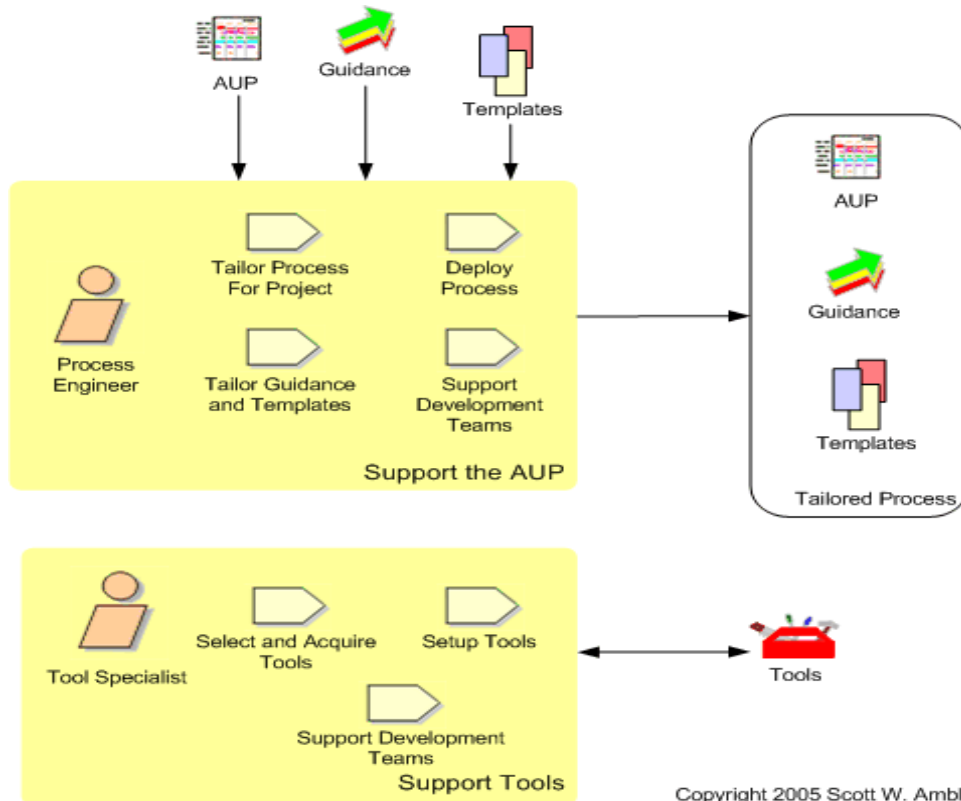 AUP
Guidance
Templates
Tailor Process
For Project
Deploy
Process
Process
Engineer
Tailor Guidance
and Templates
Support
Development
Teams
Support the AUP
AUP
Guidance
Templates
Tailored Process
Tool Specialist
Select and Acquire
Tools
Setup Tools
Support Development
Teams
Support Tools
Tools
Copyright 2005 Scott W. Ambl